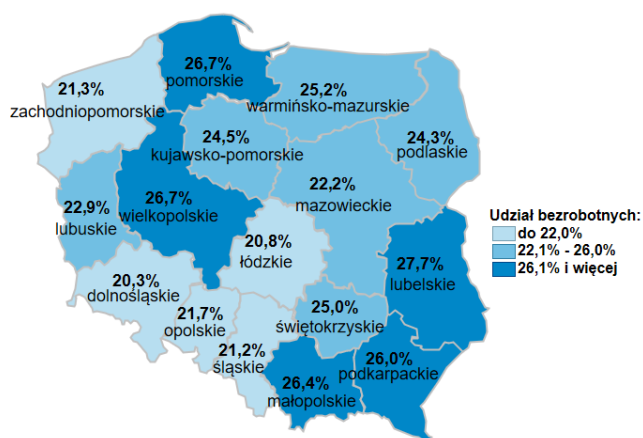 26,7%
pomorskie
21,3%
zachodniopomorskie
25,2%
warmińsko-mazurskie
24,5%
kujawsko-pomorskie
24,3%
podlaskie
22,9%
lubuskie
26,7%
wielkopolskie
22,2%
mazowieckie
20,8%
łódzkie
Udział bezrobotnych:
do 22,0%
22,1% - 26,0%
26,1% i więcej
27,7%
lubelskie
20,3%
dolnośląskie
21,7%
opolskie
25,0%
świętokrzyskie
21,2%
śląskie
26,4%
małopolskie
26,0%
podkarpackie